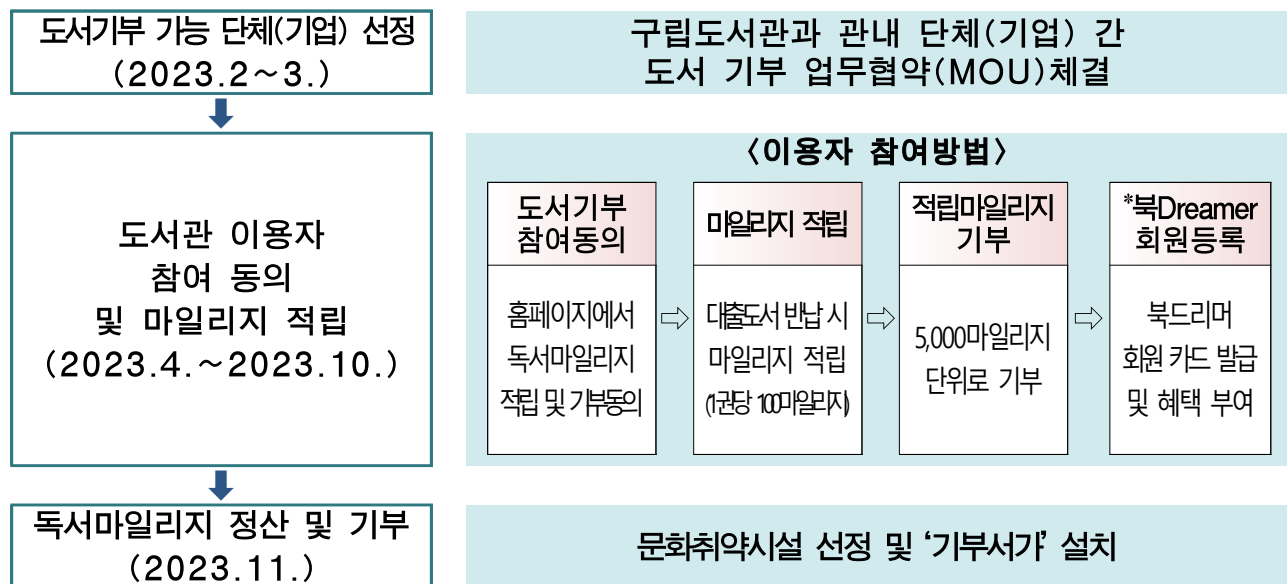 도서기부 가능 단체(기업) 선정
(2023.2~3.)
구립도서관과 관내 단체(기업) 간
도서 기부 업무협약(MOU)체결
도서관 이용자
참여 동의
및 마일리지 적립
(2023.4.~2023.10.)
<이용자 참여방법>
도서기부
참여동의
홈페이지에서
독서마일리지
적립 및 기부동의
마일리지 적립
대출도서 반납 시
마일리지 적립
(1권당 100마일리지)
적립마일리지
기부
5,000마일리지
단위로 기부
*북Dreamer
회원등록
북드리머
회원 카드 발급
및 혜택 부여
독서마일리지 정산 및 기부
(2023.11.)
문화취약시설 선정 및 ‘기부서가’ 설치